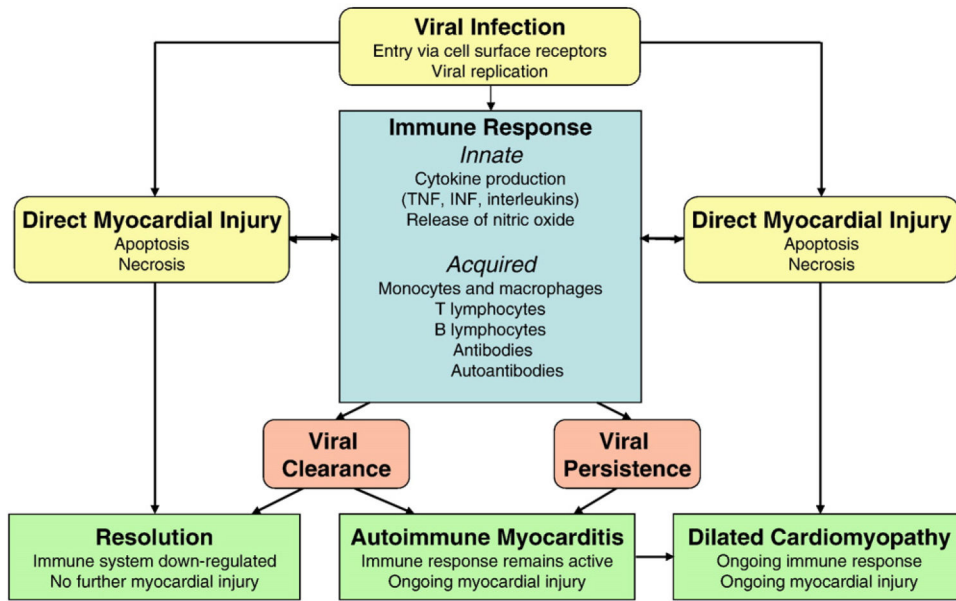 Viral Infection
Entry via cell surface receptors
Viral replication
Immune Response
Innate
Cytokine production
(TNF, INF, interleukins)
Release of nitric oxide
Acquired
Monocytes and macrophages
T lymphocytes
B lymphocytes
Antibodies
Autoantibodies
Direct Myocardial Injury
Apoptosis
Necrosis
Direct Myocardial Injury
Apoptosis
Necrosis
Viral
Clearance
Viral
Persistence
Resolution
Immune system down-regulated
No further myocardial injury
Autoimmune Myocarditis
Immune response remains active
Ongoing myocardial injury
Dilated Cardiomyopathy
Ongoing immune response
Ongoing myocardial injury